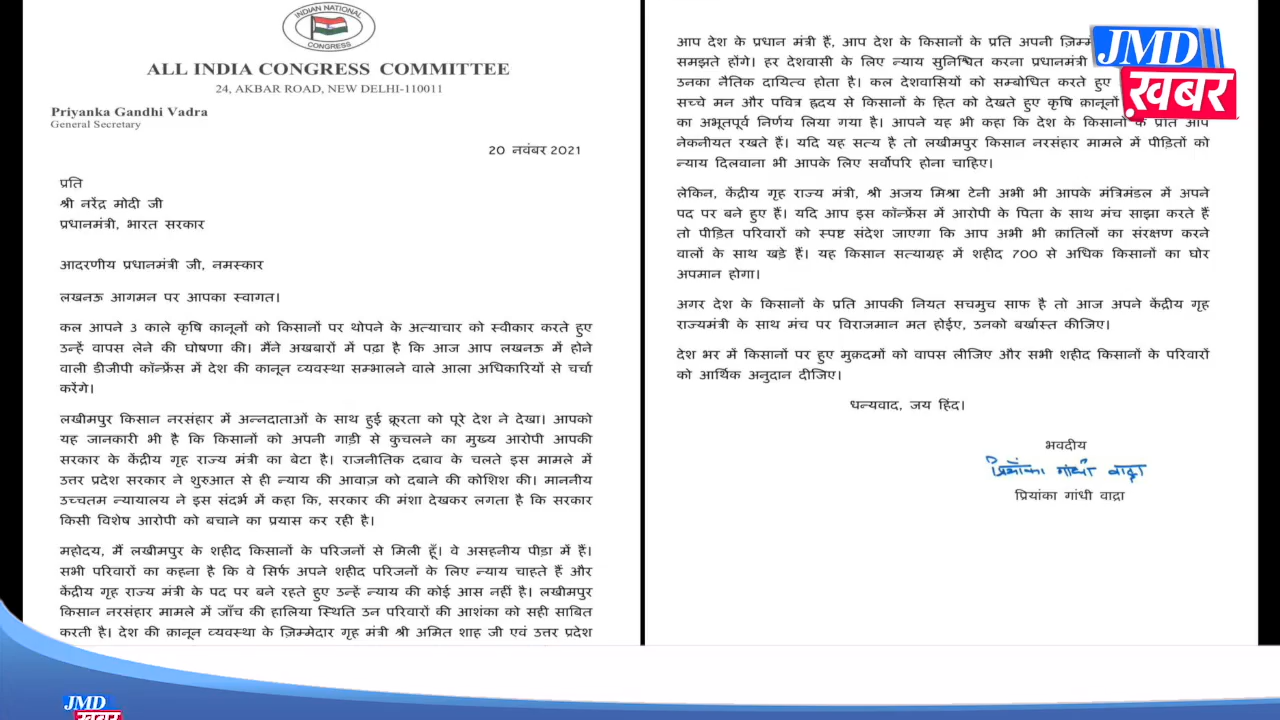 INDIAN NATIONAL
CONGRESS
ALL INDIA CONGRESS COMMITTEE
24, AKBAR ROAD, NEW DELHI-110011
Priyanka Gandhi Vadra
General Secretary
20 नवंबर 2021
प्रति
श्री नरेंद्र मोदी जी
प्रधानमंत्री, भारत सरकार
आदरणीय प्रधानमंत्री जी, नमस्कार
लखनऊ आगमन पर आपका स्वागत।
कल आपने 3 काले कृषि कानूनों को किसानों पर थोपने के अत्याचार को स्वीकार करते हुए
उन्हें वापस लेने की घोषणा की। मैंने अखबारों में पढ़ा है कि आज आप लखनऊ में होने
वाली डीजीपी कॉन्फ्रेंस में देश की कानून व्यवस्था सम्भालने वाले आला अधिकारियों से चर्चा
करेंगे।
लखीमपुर किसान नरसंहार में अन्नदाताओं के साथ हुई क्रूरता को पूरे देश ने देखा। आपको
यह जानकारी भी है कि किसानों को अपनी गाड़ी से कुचलने का मुख्य आरोपी आपकी
सरकार के केंद्रीय गृह राज्य मंत्री का बेटा है। राजनीतिक दबाव के चलते इस मामले में
उत्तर प्रदेश सरकार ने शुरुआत से ही न्याय की आवाज़ को दबाने की कोशिश की। माननीय
उच्चतम न्यायालय ने इस संदर्भ में कहा कि, सरकार की मंशा देखकर लगता है कि सरकार
किसी विशेष आरोपी को बचाने का प्रयास कर रही है।
महोदय, मैं लखीमपुर के शहीद किसानों के परिजनों से मिली हूँ। वे असहनीय पीड़ा में हैं।
सभी परिवारों का कहना है कि वे सिर्फ अपने शहीद परिजनों के लिए न्याय चाहते हैं और
केंद्रीय गृह राज्य मंत्री के पद पर बने रहते हुए उन्हें न्याय की कोई आस नहीं है। लखीमपुर
किसान नरसंहार मामले में जाँच की हालिया स्थिति उन परिवारों की आशंका को सही साबित
करती है। देश की क़ानून व्यवस्था के ज़िम्मेदार गृह मंत्री श्री अमित शाह जी एवं उत्तर प्रदेश
आप देश के प्रधान मंत्री हैं, आप देश के किसानों के प्रति अपनी
समझते होंगे। हर देशवासी के लिए न्याय सुनिश्चित करना प्रधानमंत्री
उनका नैतिक दायित्व होता है। कल देशवासियों को सम्बोधित करते हुए
सच्चे मन और पवित्र ह्रदय से किसानों के हित को देखते हुए कृषि क़ानूनों
का अभूतपूर्व निर्णय लिया गया है। आपने यह भी कहा कि देश के किसानों के प्रति आप
नेकनीयत रखते हैं। यदि यह सत्य है तो लखीमपुर किसान नरसंहार मामले में पीड़ितों को
न्याय दिलवाना भी आपके लिए सर्वोपरि होना चाहिए।
लेकिन, केंद्रीय गृह राज्य मंत्री, श्री अजय मिश्रा टेनी अभी भी आपके मंत्रिमंडल में अपने
पद पर बने हुए हैं। यदि आप इस कॉन्फ्रेंस में आरोपी के पिता के साथ मंच साझा करते हैं
तो पीड़ित परिवारों को स्पष्ट संदेश जाएगा कि आप अभी भी क़ातिलों का संरक्षण करने
वालों के साथ खड़े हैं। यह किसान सत्याग्रह में शहीद 700 से अधिक किसानों का घोर
अपमान होगा।
अगर देश के किसानों के प्रति आपकी नियत सचमुच साफ है तो आज अपने केंद्रीय गृह
राज्यमंत्री के साथ मंच पर विराजमान मत होईए, उनको बर्खास्त कीजिए।
देश भर में किसानों पर हुए मुक़दमों को वापस लीजिए और सभी शहीद किसानों के परिवारों
को आर्थिक अनुदान दीजिए।
धन्यवाद, जय हिंद।
भवदीय
प्रियंका गांधी वाड्रा
प्रियांका गांधी वाद्रा
JMD
ख़बर
JMD
ख़बर